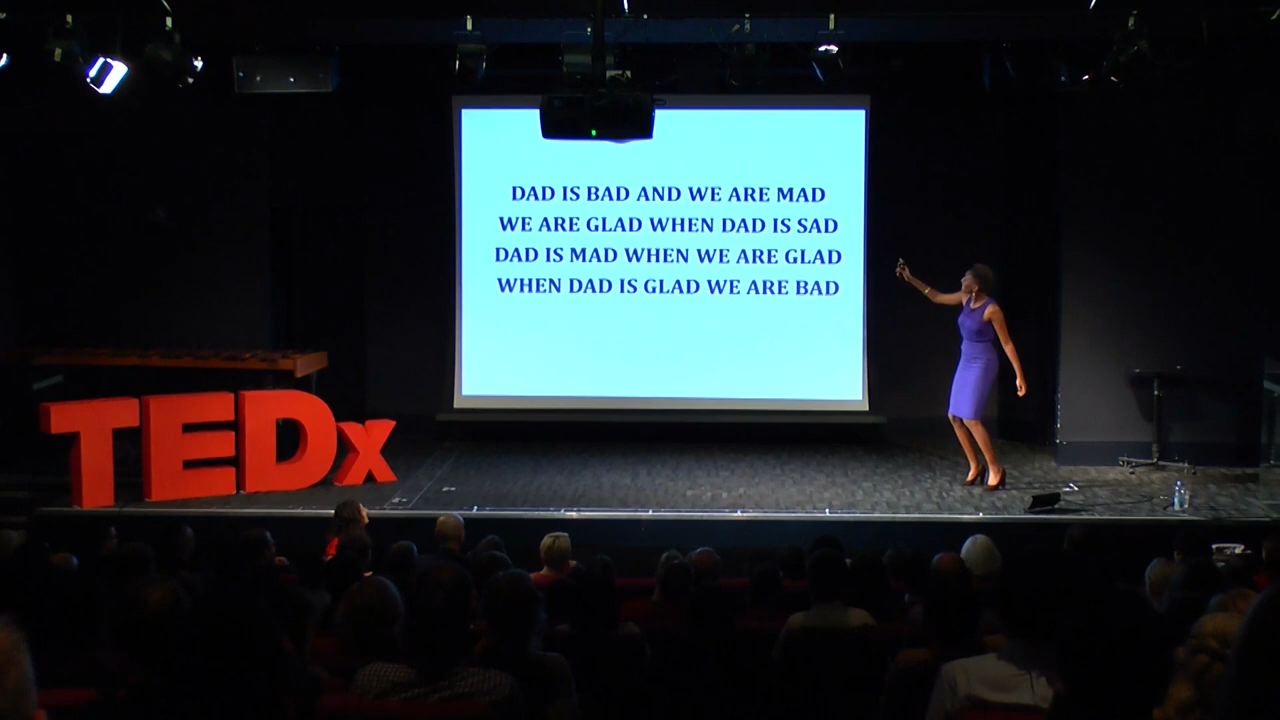 DAD IS BAD AND WE ARE MAD
WE ARE GLAD WHEN DAD IS SAD
DAD IS MAD WHEN WE ARE GLAD
WHEN DAD IS GLAD WE ARE BAD
TEDx